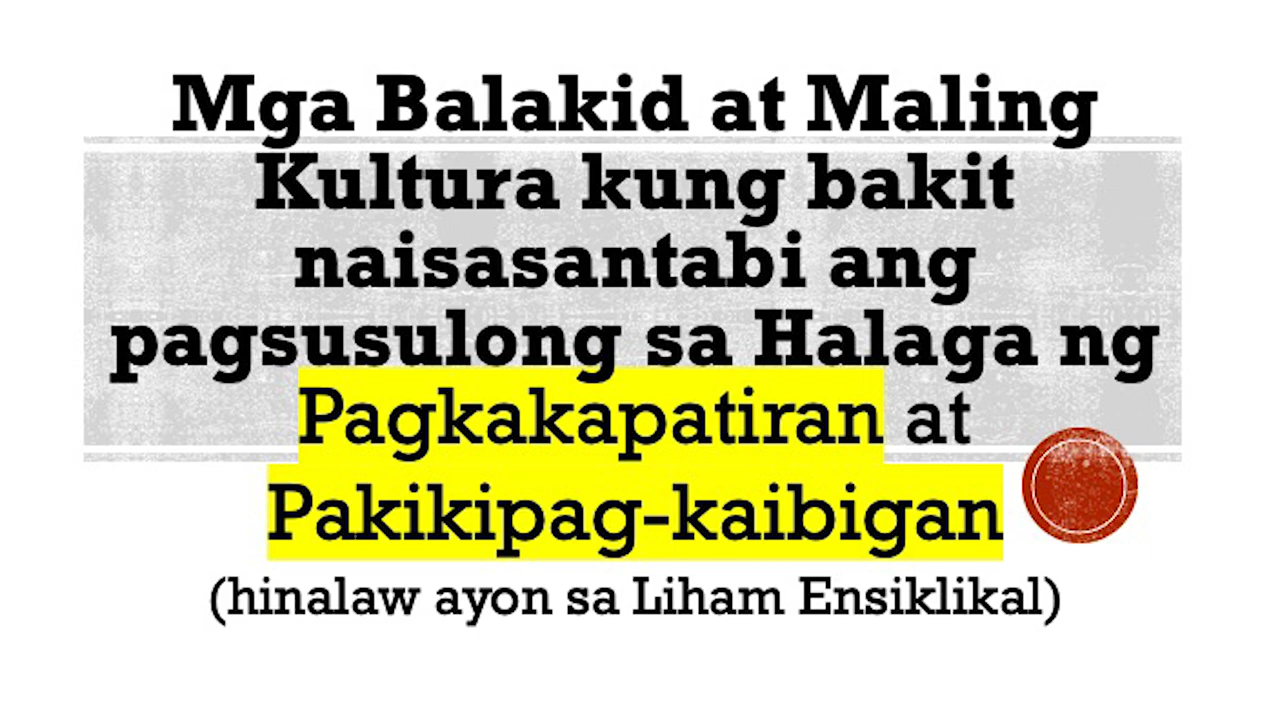 Mga Balakid at Maling
Kultura kung bakit
naisasantabi ang
pagsusulong sa Halaga ng
Pagkakapatiran at
Pakikipag-kaibigan
(hinalaw ayon sa Liham Ensiklikal)